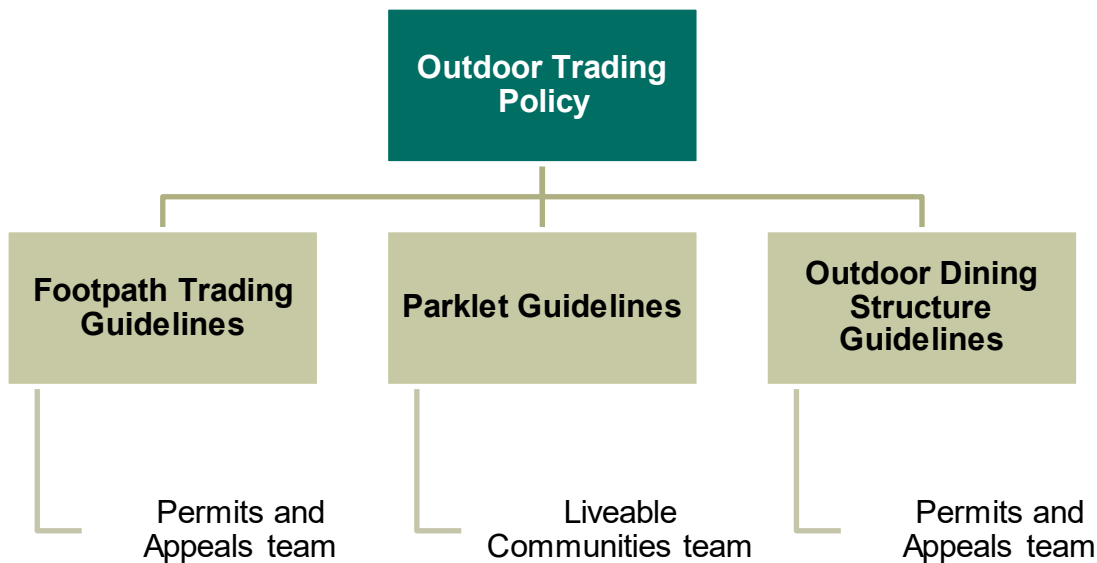 Outdoor Trading
Policy
Footpath Trading
Guidelines
Parklet Guidelines
Outdoor Dining
Structure
Guidelines
Permits and
Appeals team
Liveable
Communities team
Permits and
Appeals team